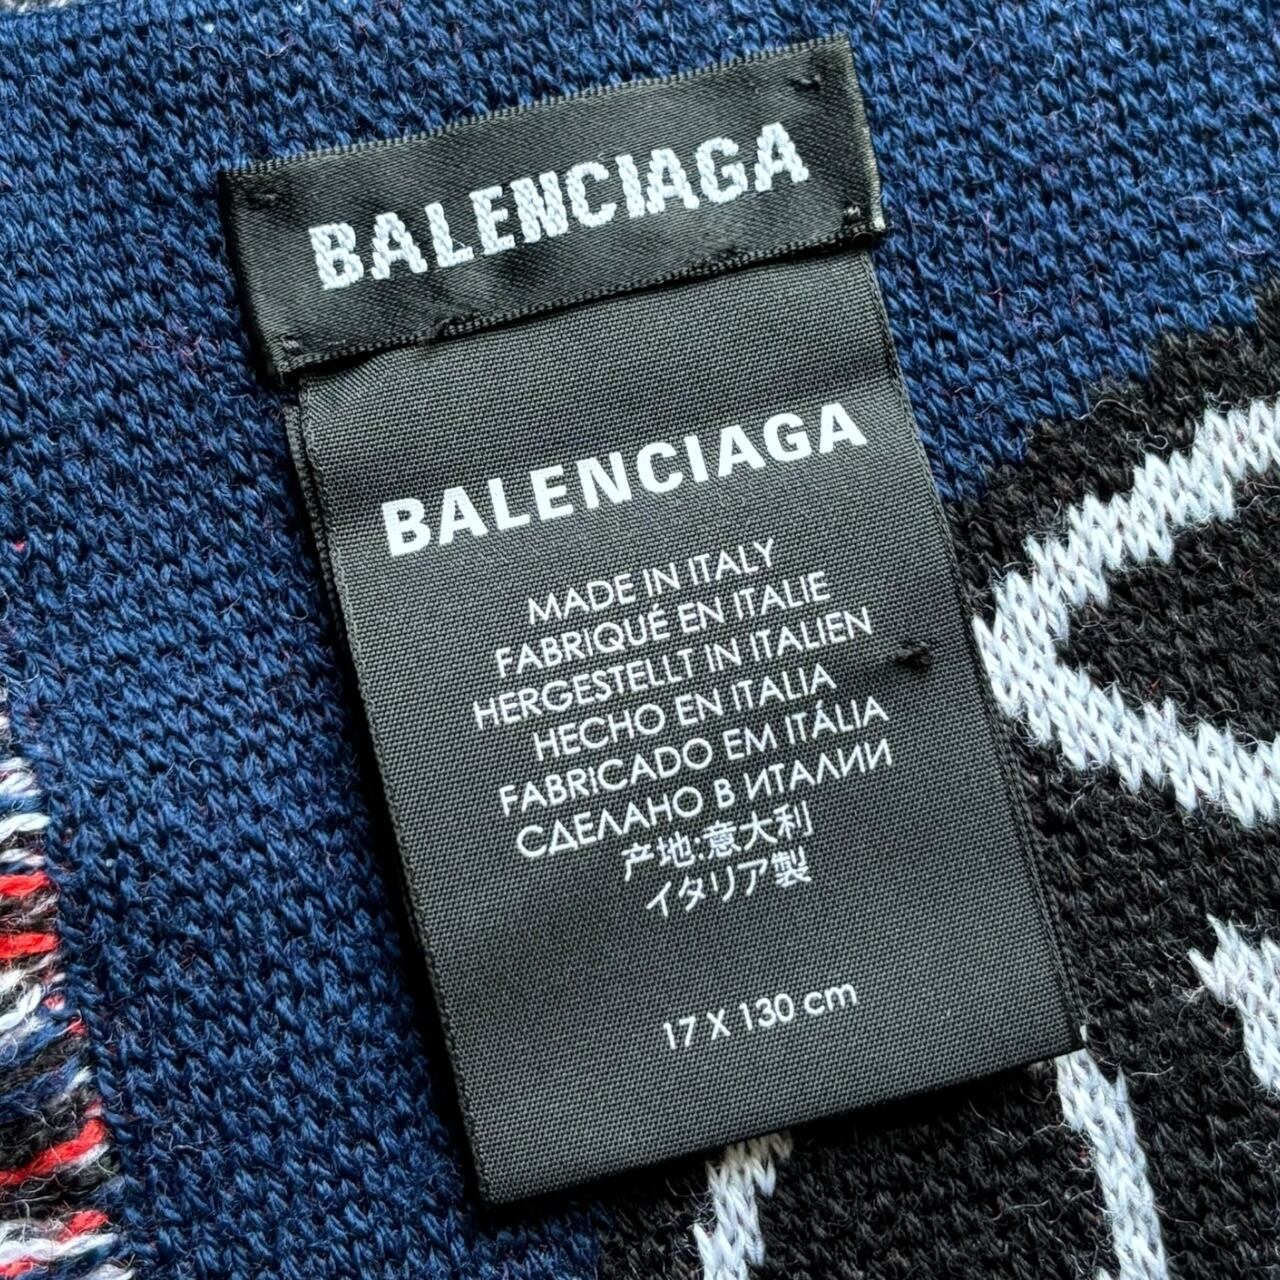 BALENCIAGA
BALENCIAGA
MADE IN ITALY
FABRIQUÉ EN ITALIE
HERGESTELLT IN ITALIEN
HECHO EN ITALIA
FABRICADO EM ITÁLIA
СДЕЛАНО В ИТАЛИИ
产地:意大利
イタリア製
17 X 130 cm